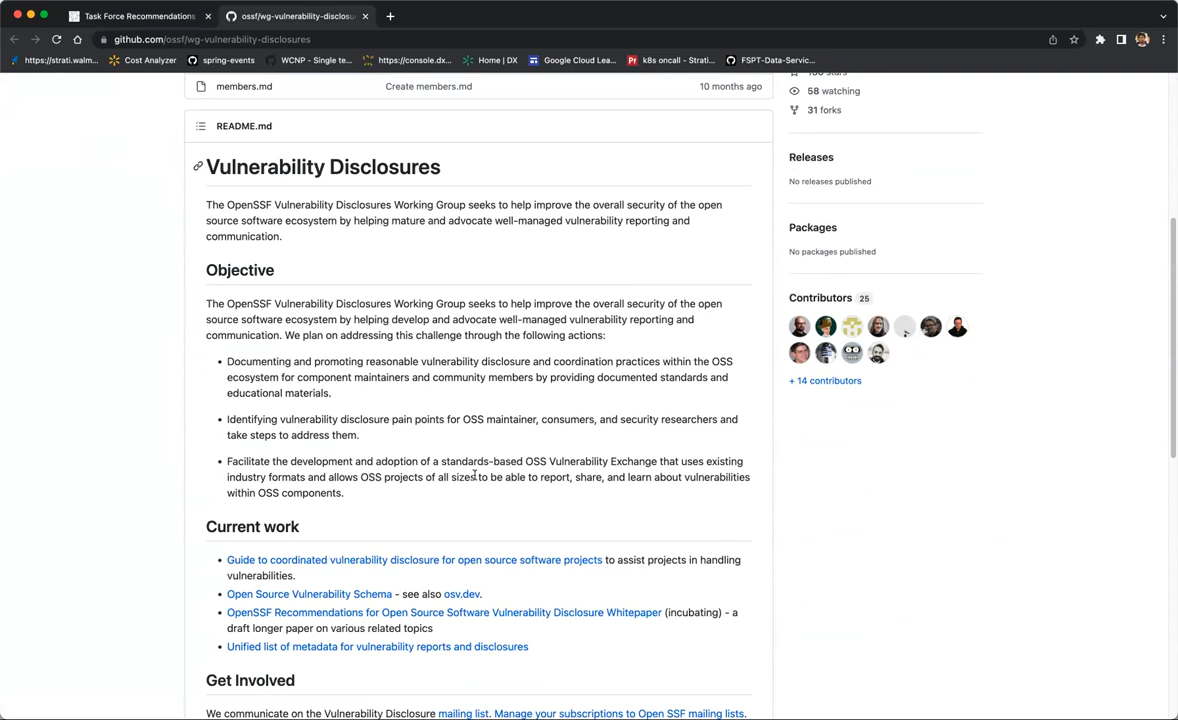 Task Force Recommendations
ossf/wg-vulnerability-disclosu
github.com/ossf/wg-vulnerability-disclosures
https://strati.walm... Cost Analyzer spring-events WCNP - Single te... https://console.dx... Home | DX Google Cloud Lea... k8s oncall - Strati... FSPT-Data-Servic...
members.md Create members.md 10 months ago
58 watching
31 forks
README.md
Vulnerability Disclosures
The OpenSSF Vulnerability Disclosures Working Group seeks to help improve the overall security of the open
source software ecosystem by helping mature and advocate well-managed vulnerability reporting and
communication.
Objective
The OpenSSF Vulnerability Disclosures Working Group seeks to help improve the overall security of the open
source software ecosystem by helping develop and advocate well-managed vulnerability reporting and
communication. We plan on addressing this challenge through the following actions:
• Documenting and promoting reasonable vulnerability disclosure and coordination practices within the OSS
ecosystem for component maintainers and community members by providing documented standards and
educational materials.
• Identifying vulnerability disclosure pain points for OSS maintainer, consumers, and security researchers and
take steps to address them.
• Facilitate the development and adoption of a standards-based OSS Vulnerability Exchange that uses existing
industry formats and allows OSS projects of all sizes to be able to report, share, and learn about vulnerabilities
within OSS components.
Current work
• Guide to coordinated vulnerability disclosure for open source software projects to assist projects in handling
vulnerabilities.
• Open Source Vulnerability Schema - see also osv.dev.
• OpenSSF Recommendations for Open Source Software Vulnerability Disclosure Whitepaper (incubating) - a
draft longer paper on various related topics
• Unified list of metadata for vulnerability reports and disclosures
Get Involved
We communicate on the Vulnerability Disclosure mailing list. Manage your subscriptions to Open SSF mailing lists.
Releases
No releases published
Packages
No packages published
Contributors 25
+ 14 contributors